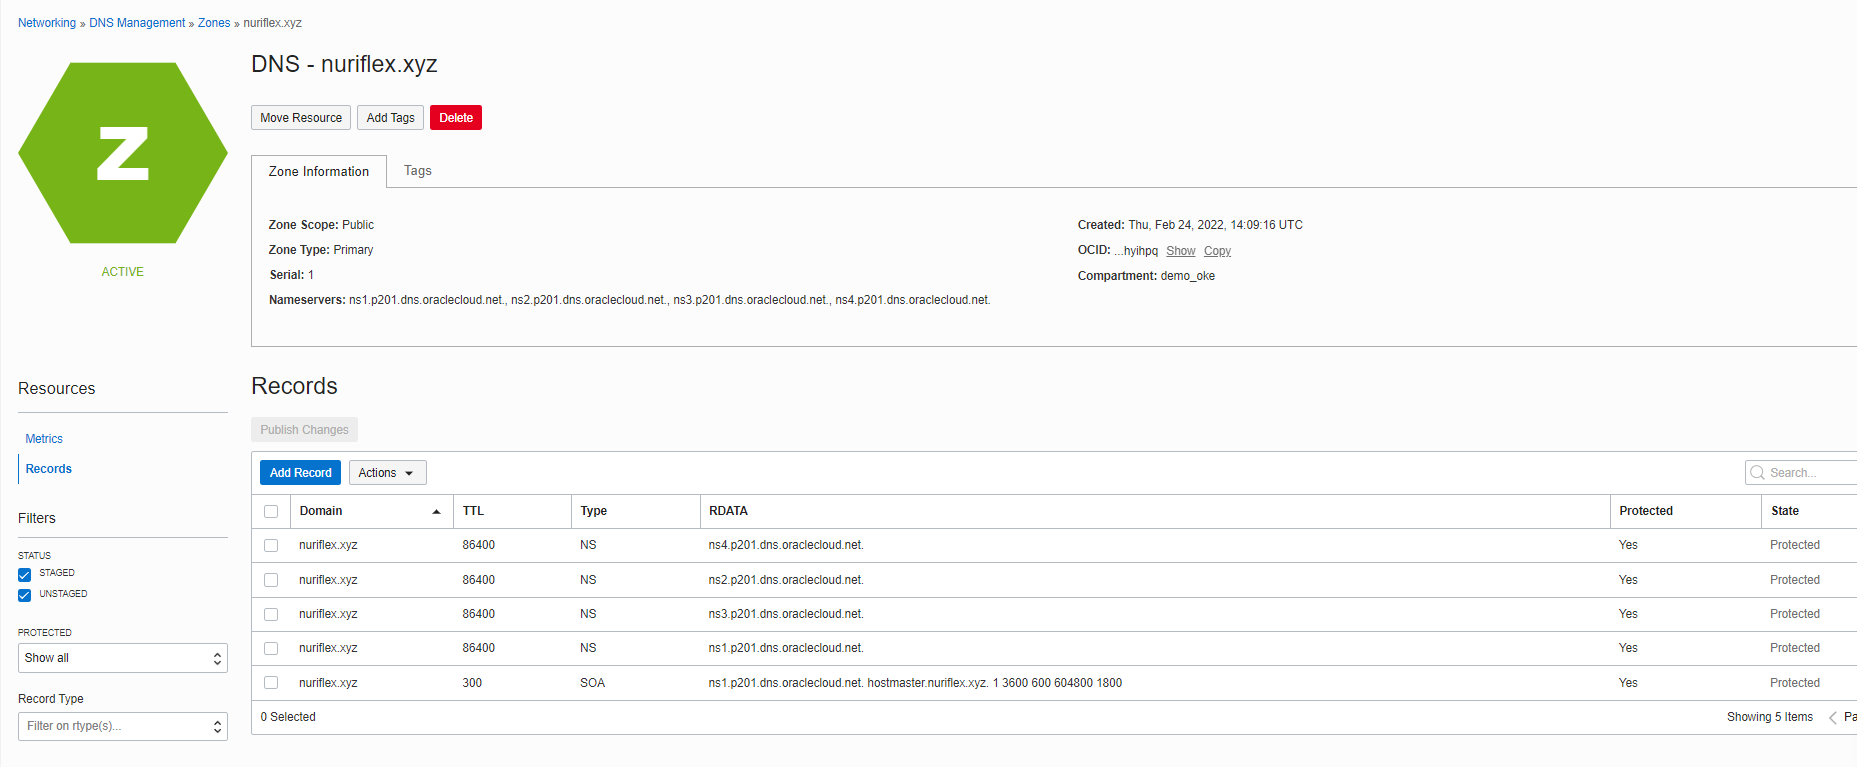 Networking » DNS Management » Zones » nuriflex.xyz
z
ACTIVE
DNS - nuriflex.xyz
Move Resource Add Tags Delete
Zone Information Tags
Zone Scope: Public
Zone Type: Primary
Serial: 1
Nameservers: ns1.p201.dns.oraclecloud.net., ns2.p201.dns.oraclecloud.net., ns3.p201.dns.oraclecloud.net., ns4.p201.dns.oraclecloud.net.
Created: Thu, Feb 24, 2022, 14:09:16 UTC
OCID: ...hyihpq Show Copy
Compartment: demo_oke
Resources
Metrics
Records
Filters
STATUS
STAGED
UNSTAGED
PROTECTED
Show all
Record Type
Filter on rtype(s)...
Records
Publish Changes
Add Record Actions Search...
Domain TTL Type RDATA Protected State
nuriflex.xyz 86400 NS ns4.p201.dns.oraclecloud.net. Yes Protected
nuriflex.xyz 86400 NS ns2.p201.dns.oraclecloud.net. Yes Protected
nuriflex.xyz 86400 NS ns3.p201.dns.oraclecloud.net. Yes Protected
nuriflex.xyz 86400 NS ns1.p201.dns.oraclecloud.net. Yes Protected
nuriflex.xyz 300 SOA ns1.p201.dns.oraclecloud.net. hostmaster.nuriflex.xyz. 1 3600 600 604800 1800 Yes Protected
0 Selected Showing 5 Items Pa